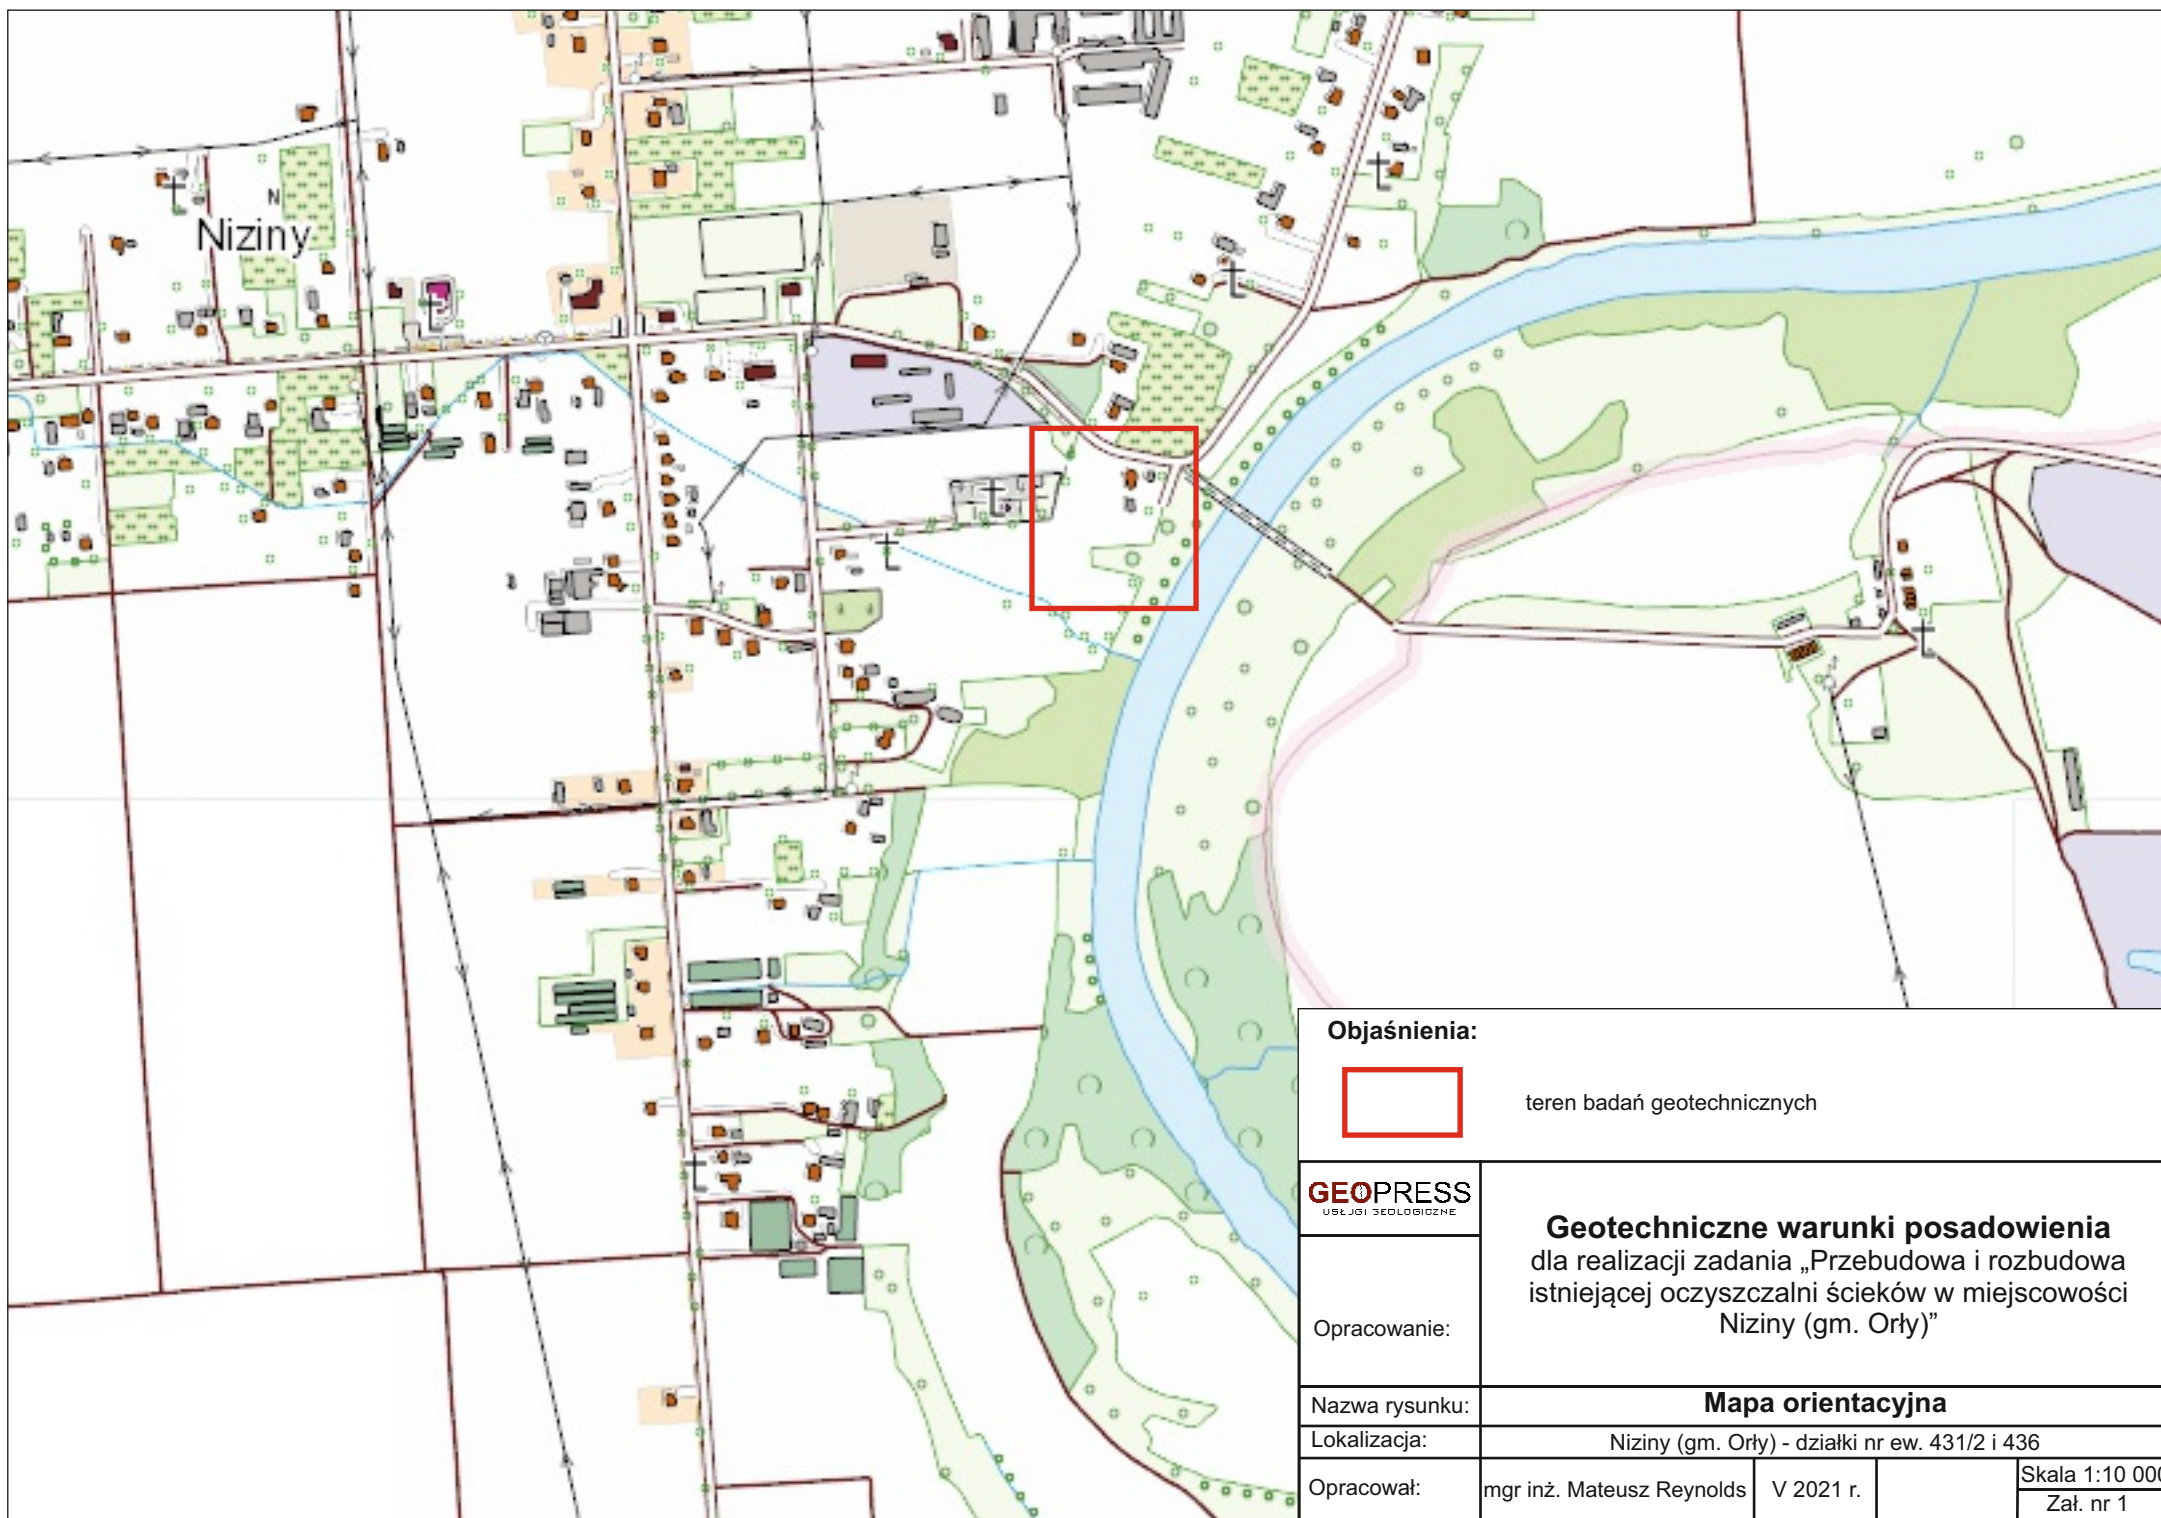 N
Niziny
Objaśnienia:
teren badań geotechnicznych
GEOPRESS
USŁUGI GEOLOGICZNE
Geotechniczne warunki posadowienia
dla realizacji zadania „Przebudowa i rozbudowa
istniejącej oczyszczalni ścieków w miejscowości
Niziny (gm. Orły)”
Opracowanie:
Nazwa rysunku:
Mapa orientacyjna
Lokalizacja:
Niziny (gm. Orły) - działki nr ew. 431/2 i 436
Opracował:
mgr inż. Mateusz Reynolds
V 2021 r.
Skala 1:10 000
Zał. nr 1